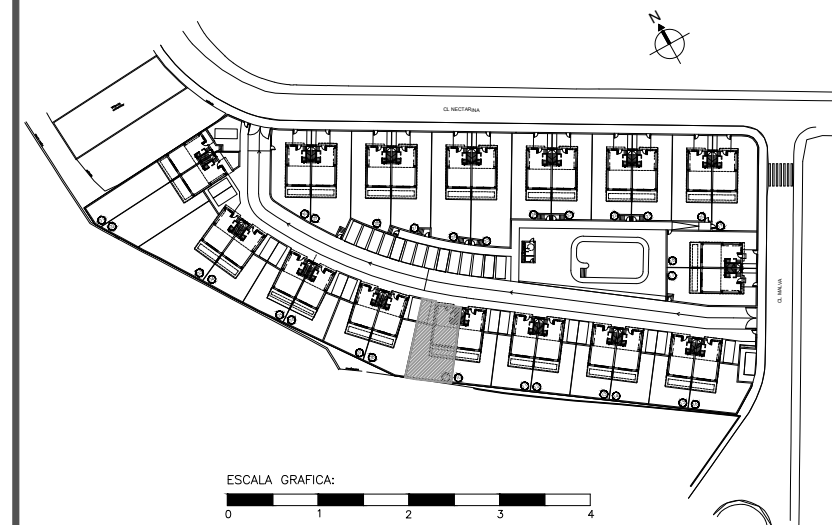 N
CL NECTARINA
CL MALVA
ESCALA GRAFICA:
0 1 2 3 4